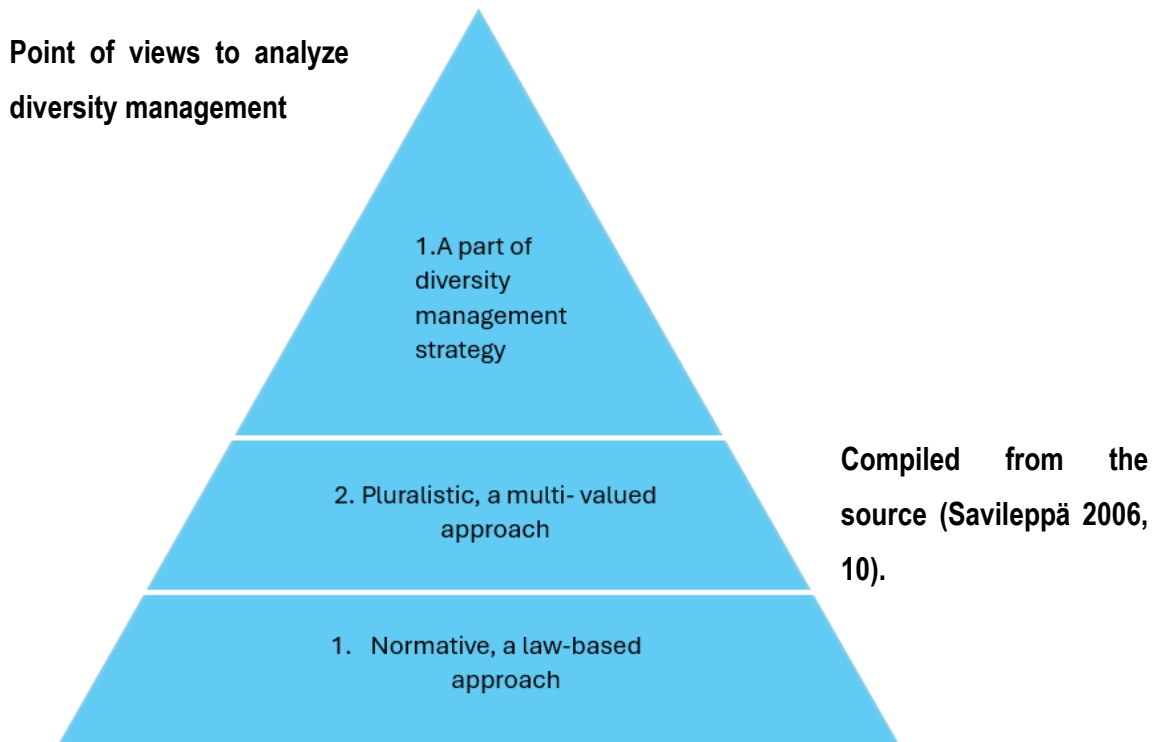 Point of views to analyze
diversity management
1.A part of
diversity
management
strategy
2. Pluralistic, a multi- valued
approach
Compiled from the
source (Savileppä 2006,
10).
1. Normative, a law-based
approach